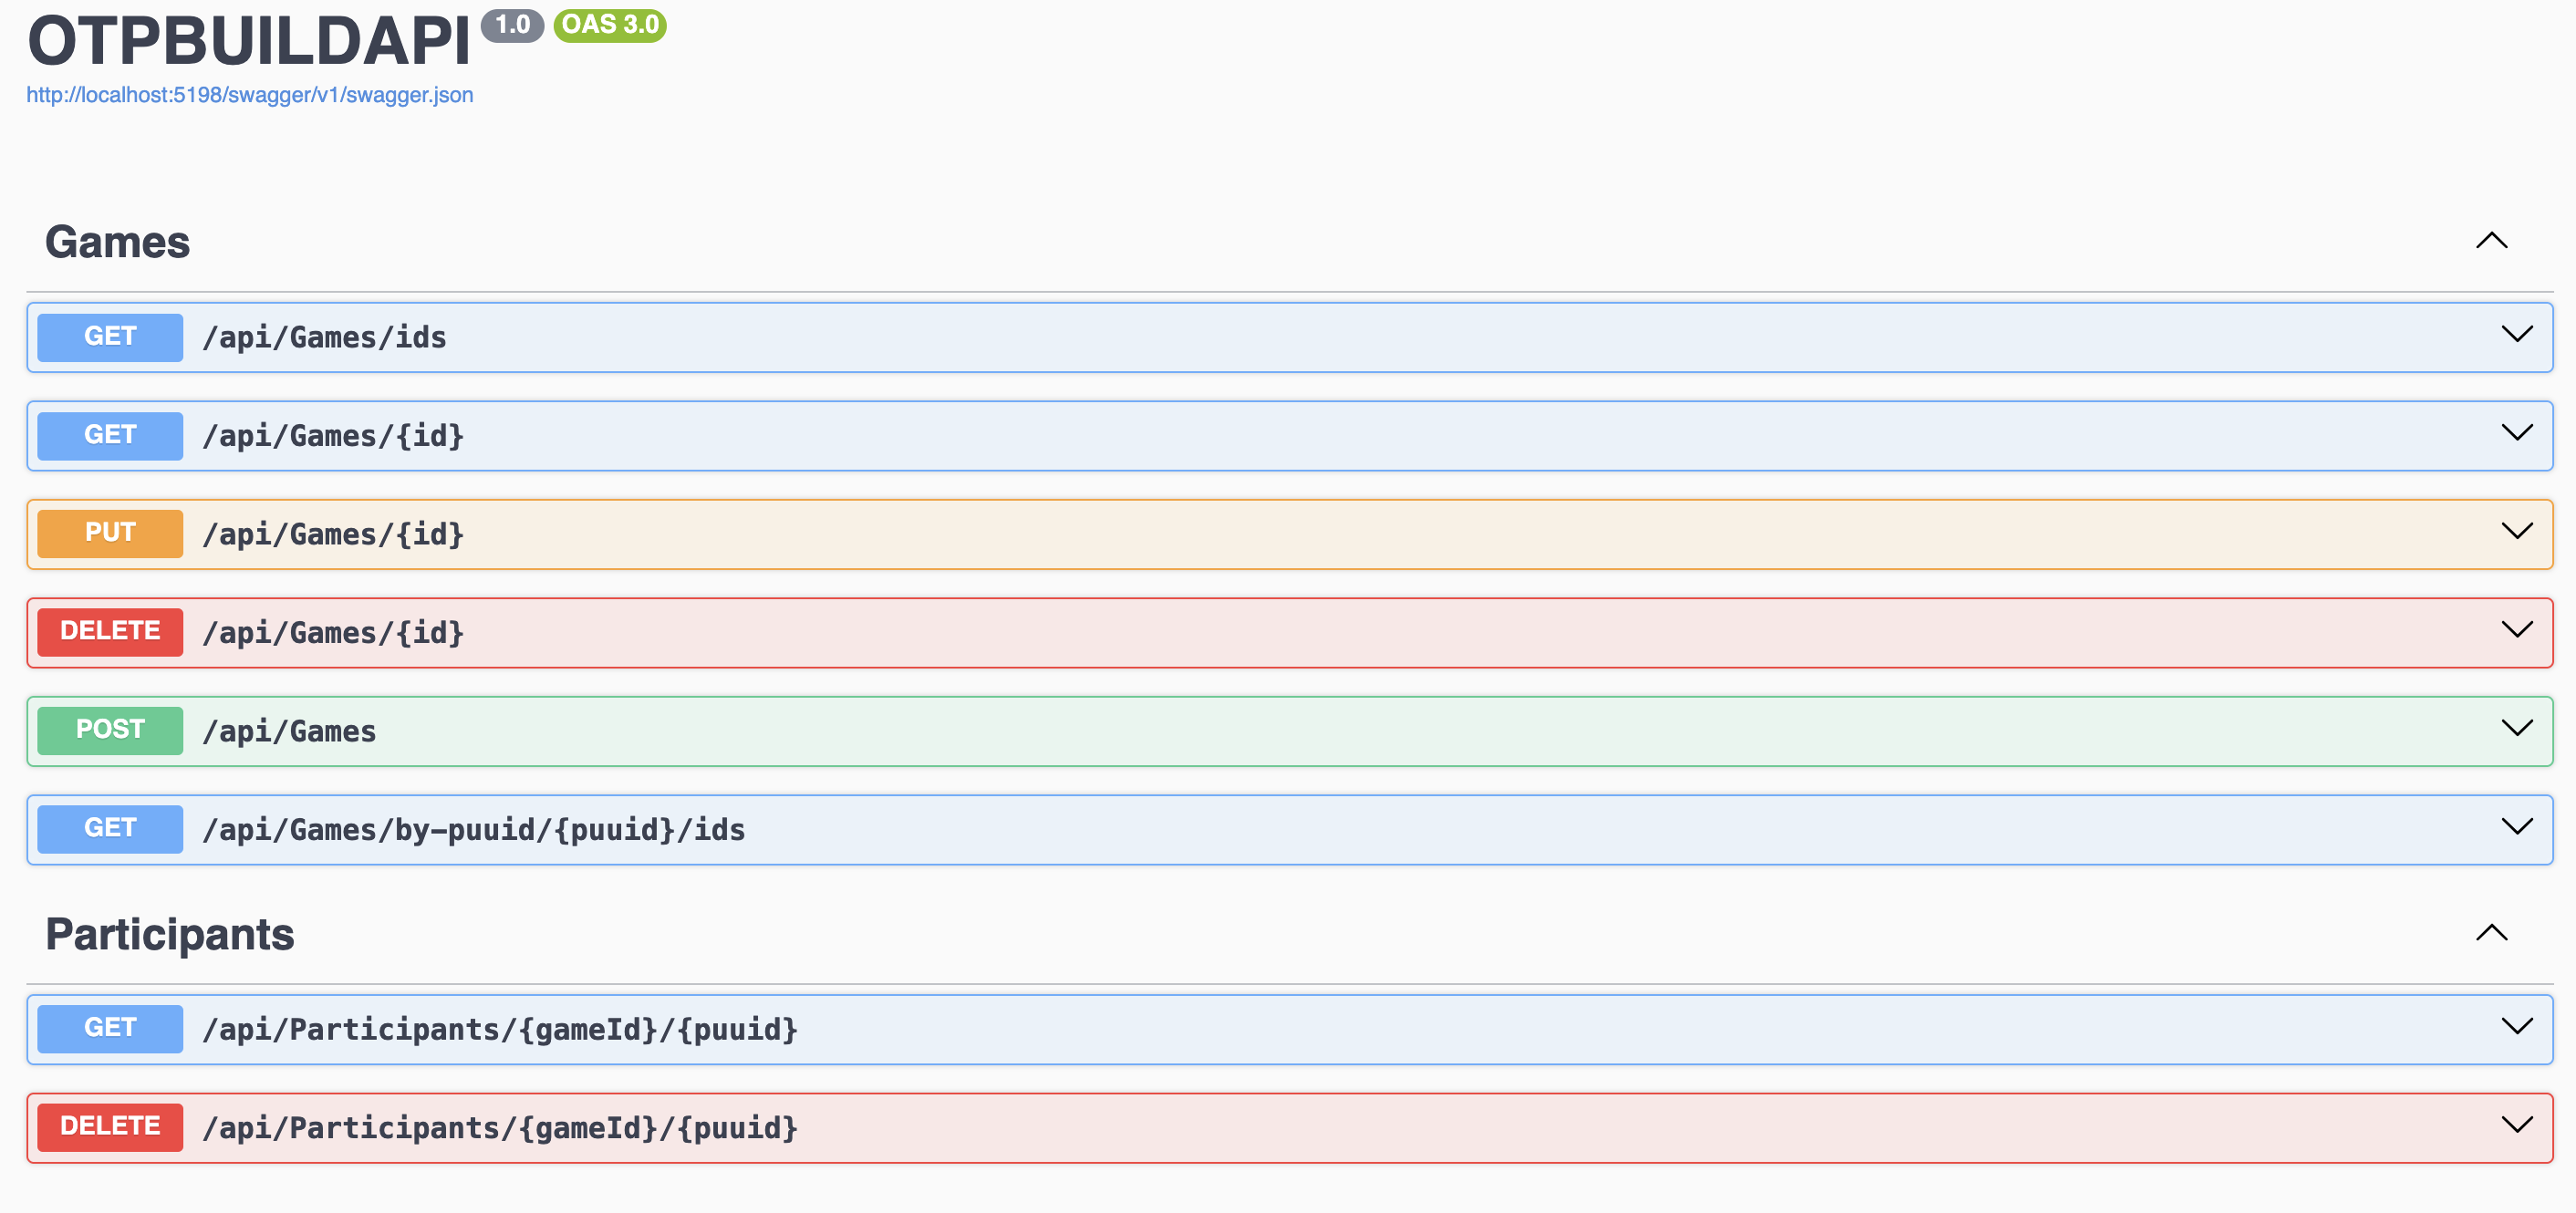 OTPBUILDAPI 1.0 OAS 3.0
http://localhost:5198/swagger/v1/swagger.json
Games
GET /api/Games/ids
GET /api/Games/{id}
PUT /api/Games/{id}
DELETE /api/Games/{id}
POST /api/Games
GET /api/Games/by-puuid/{puuid}/ids
Participants
GET /api/Participants/{gameId}/{puuid}
DELETE /api/Participants/{gameId}/{puuid}